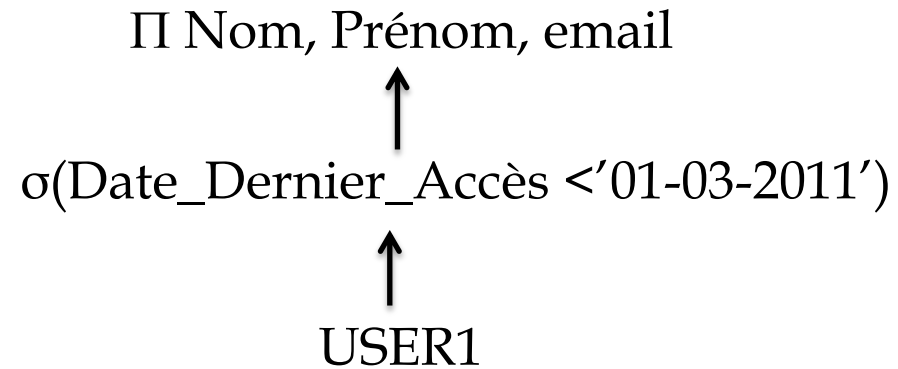 Π Nom, Prénom, email
σ(Date_Dernier_Accès <’01-03-2011’)
USER1